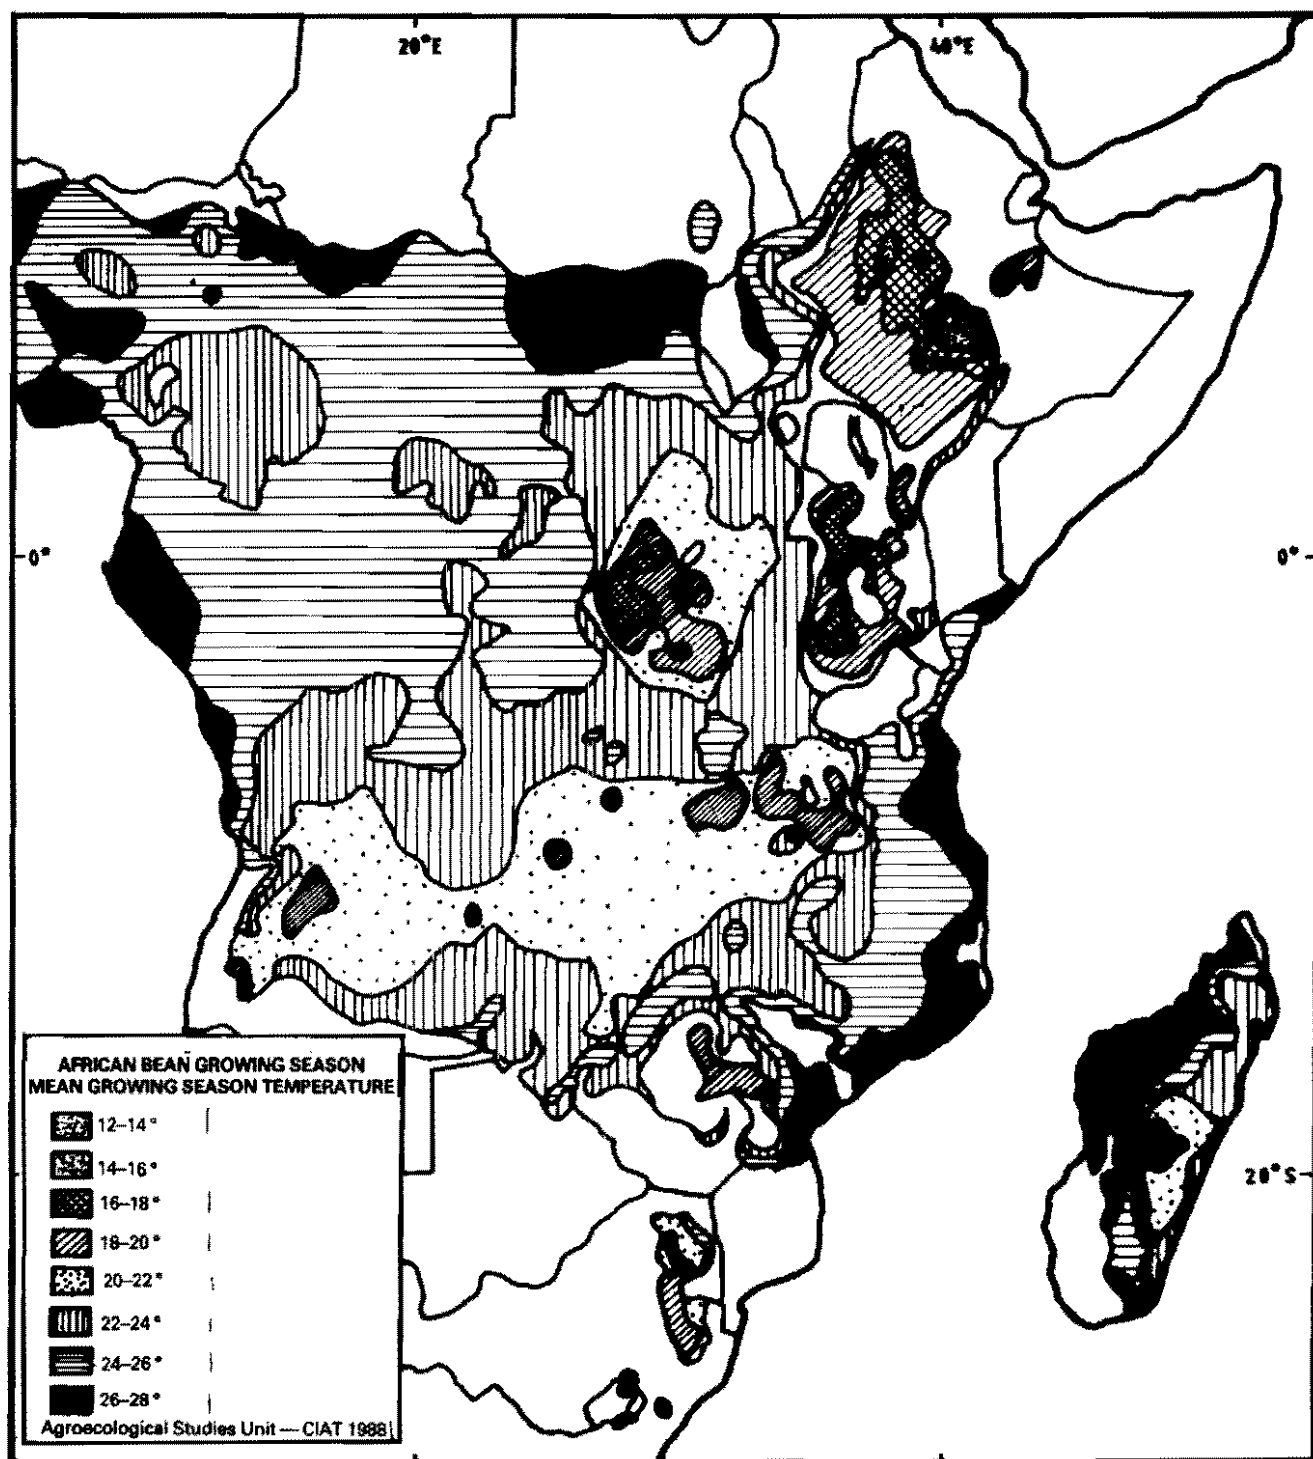 20°E
40°E
0°
0°
20°S
AFRICAN BEAN GROWING SEASON
MEAN GROWING SEASON TEMPERATURE
12–14°
14–16°
16–18°
18–20°
20–22°
22–24°
24–26°
26–28°
Agroecological Studies Unit — CIAT 1988